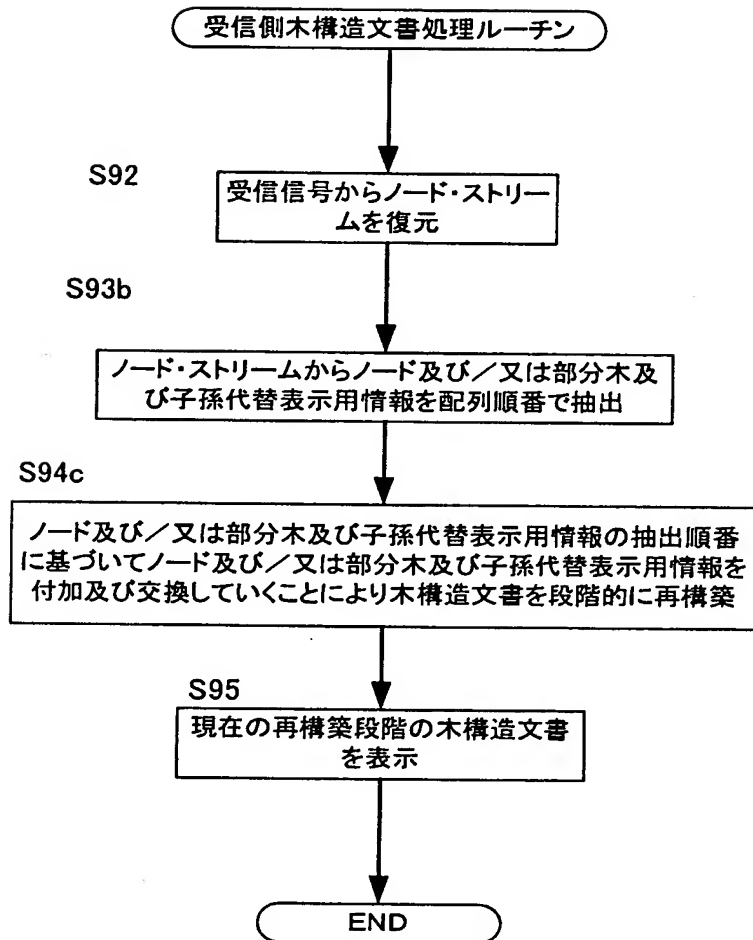 受信側木構造文書処理ルーチン
S92
受信信号からノード・ストリー
ムを復元
S93b
ノード・ストリームからノード及び／又は部分木及
び子孫代替表示用情報を配列順番で抽出
S94c
ノード及び／又は部分木及び子孫代替表示用情報の抽出順番
に基づいてノード及び／又は部分木及び子孫代替表示用情報を
付加及び交換していくことにより木構造文書を段階的に再構築
S95
現在の再構築段階の木構造文書
を表示
END